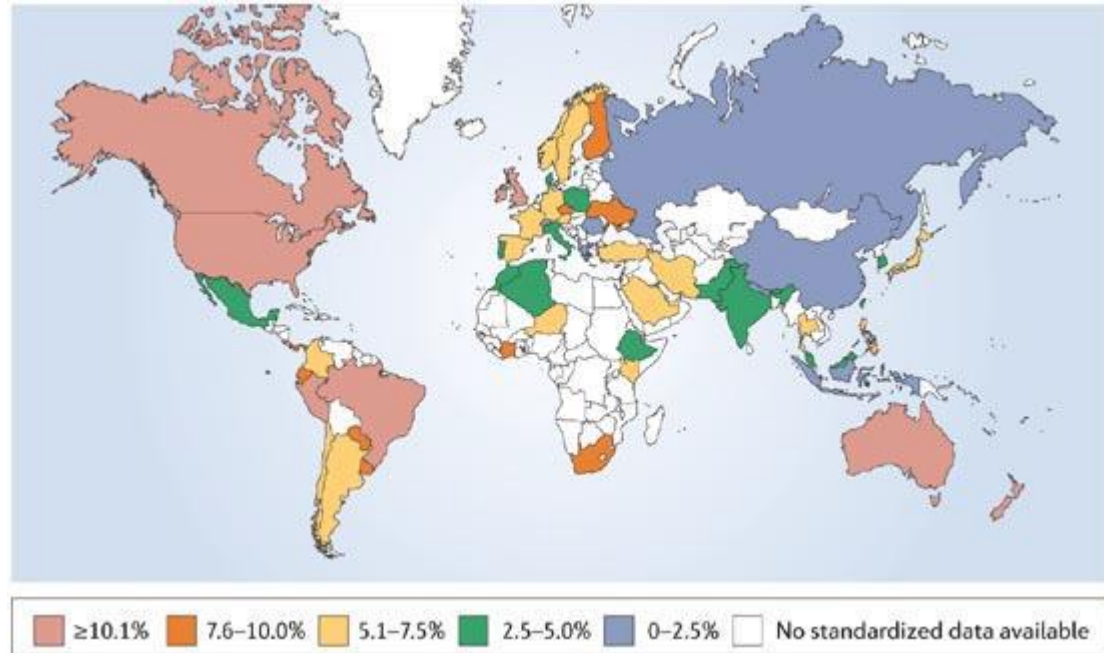 ≥10.1% 7.6–10.0% 5.1–7.5% 2.5–5.0% 0–2.5% No standardized data available